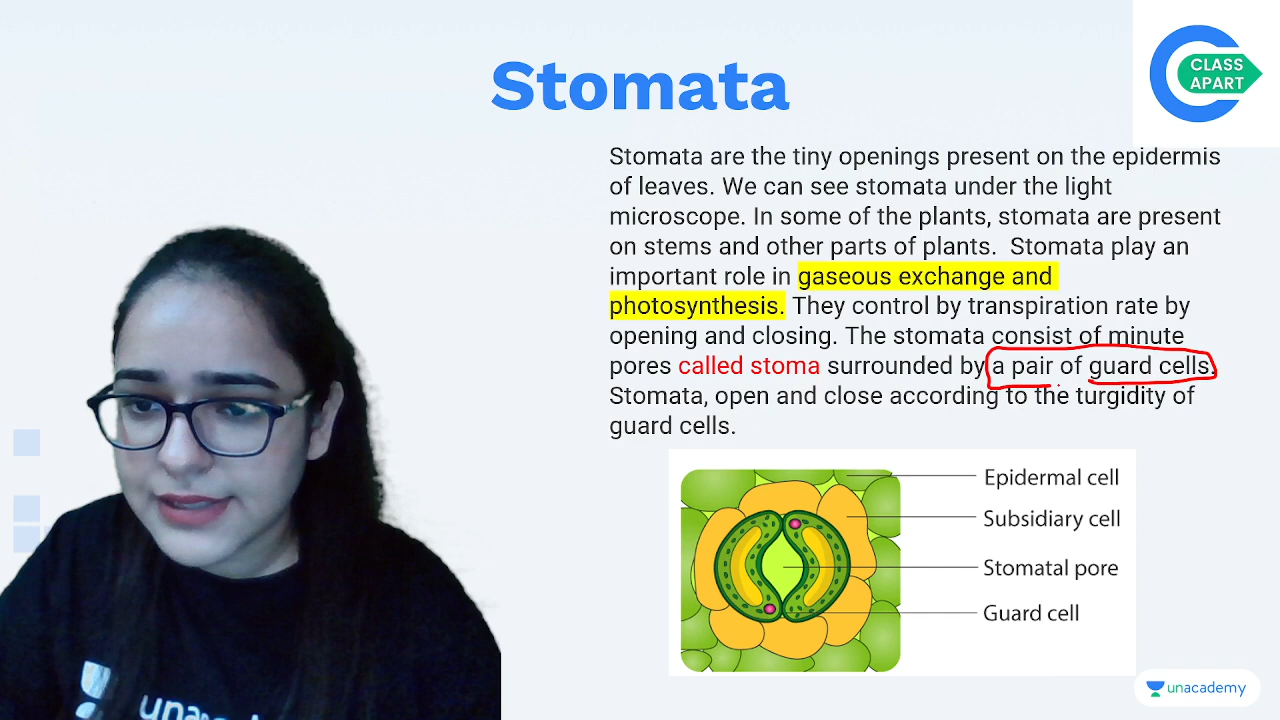 Stomata
CLASS
APART
Stomata are the tiny openings present on the epidermis
of leaves. We can see stomata under the light
microscope. In some of the plants, stomata are present
on stems and other parts of plants.  Stomata play an
important role in gaseous exchange and
photosynthesis. They control by transpiration rate by
opening and closing. The stomata consist of minute
pores called stoma surrounded by a pair of guard cells.
Stomata, open and close according to the turgidity of
guard cells.
Epidermal cell
Subsidiary cell
Stomatal pore
Guard cell
unacademy